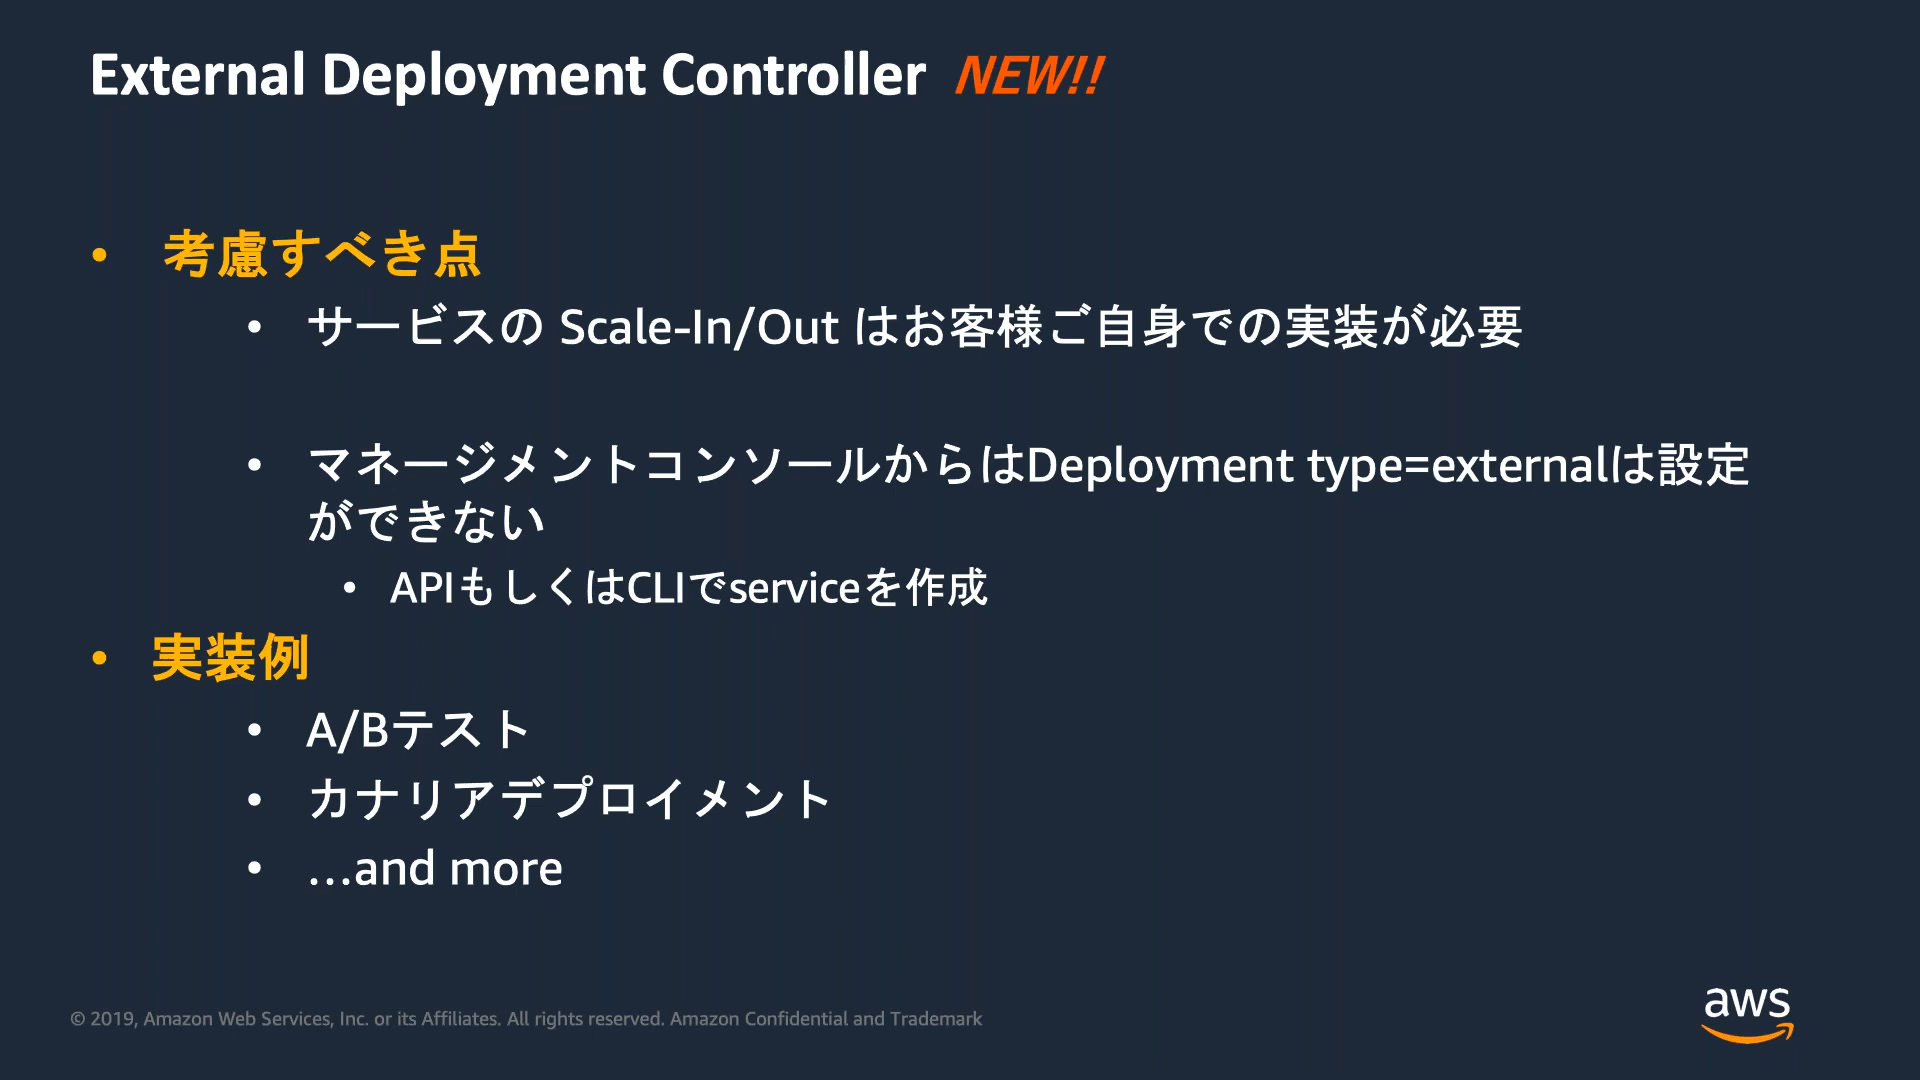 External Deployment Controller NEW!!
• 考慮すべき点
• サービスの Scale-In/Out はお客様ご自身での実装が必要
• マネージメントコンソールからはDeployment type=externalは設定
ができない
• APIもしくはCLIでserviceを作成
• 実装例
• A/Bテスト
• カナリアデプロイメント
• ...and more
© 2019, Amazon Web Services, Inc. or its Affiliates. All rights reserved. Amazon Confidential and Trademark
aws